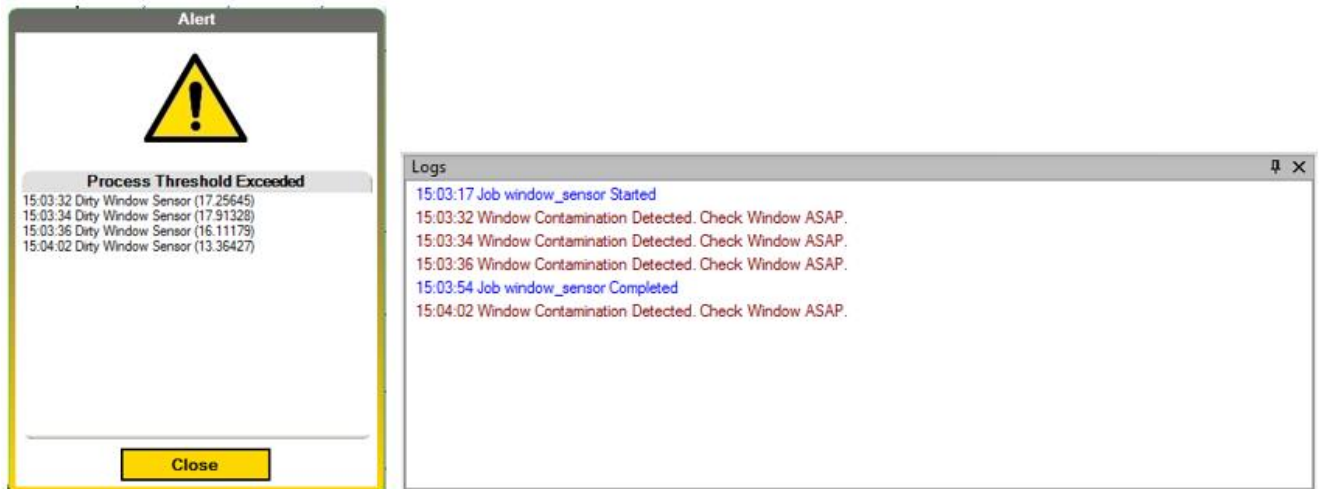 Alert
Process Threshold Exceeded
15:03:32 Dirty Window Sensor (17.25645)
15:03:34 Dirty Window Sensor (17.91328)
15:03:36 Dirty Window Sensor (16.11179)
15:04:02 Dirty Window Sensor (13.36427)
Close
Logs
15:03:17 Job window_sensor Started
15:03:32 Window Contamination Detected. Check Window ASAP.
15:03:34 Window Contamination Detected. Check Window ASAP.
15:03:36 Window Contamination Detected. Check Window ASAP.
15:03:54 Job window_sensor Completed
15:04:02 Window Contamination Detected. Check Window ASAP.